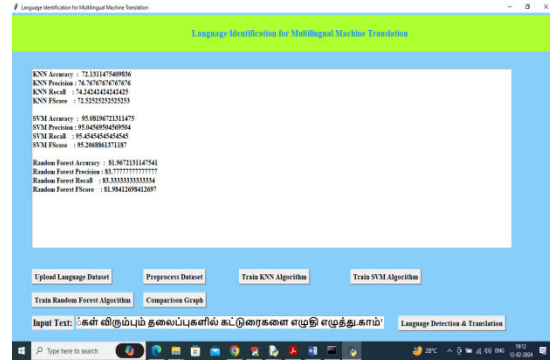 Language Identification for Multilingual Machine Translation
Language Identification for Multilingual Machine Translation
KNN Accuracy : 72.1311475409836
KNN Precision : 76.76767676767676
KNN Recall : 74.24242424242425
KNN FScore : 72.52525252525253
SVM Accuracy : 95.08196721311475
SVM Precision : 95.04569504569504
SVM Recall : 95.45454545454545
SVM FScore : 95.2068861371187
Random Forest Accuracy : 81.9672131147541
Random Forest Precision : 83.77777777777777
Random Forest Recall : 83.33333333333334
Random Forest FScore : 81.98412698412697
Upload Language Dataset Preprocess Dataset Train KNN Algorithm Train SVM Algorithm
Train Random Forest Algorithm Comparison Graph
Input Text: ்கள் விரும்பும் தலைப்புகளில் கட்டுரைகளை எழுதி எழுத்து.காம்' Language Detection & Translation
Type here to search 28°C ENG 19:12
12-02-2024